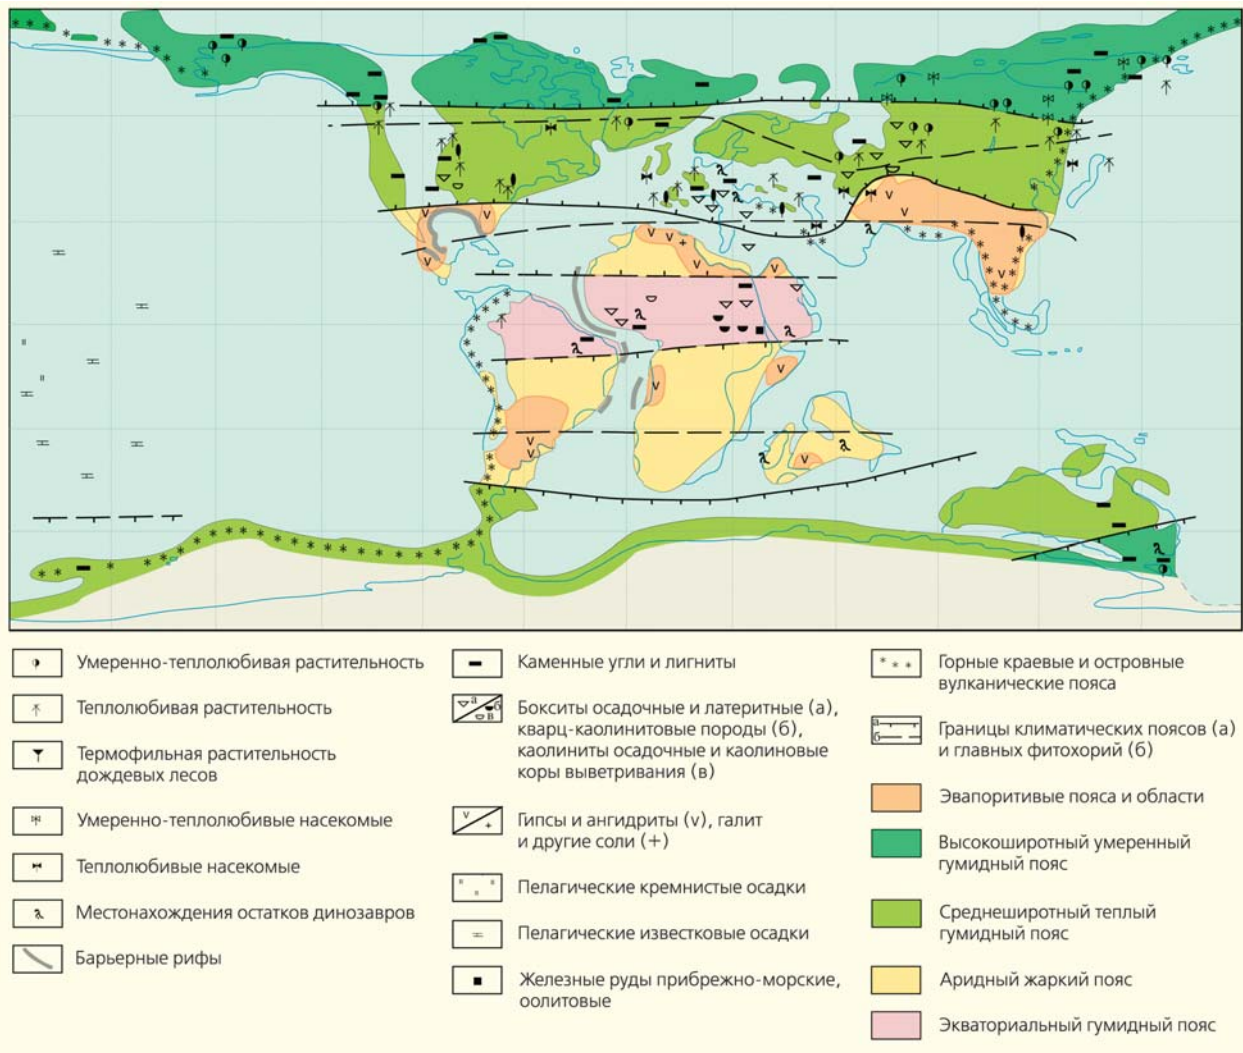 Умеренно-теплолюбивая растительность
Теплолюбивая растительность
Термофильная растительность
дождевых лесов
Умеренно-теплолюбивые насекомые
Теплолюбивые насекомые
Местонахождения остатков динозавров
Барьерные рифы
Каменные угли и лигниты
а
б
в
Бокситы осадочные и латеритные (а),
кварц-каолинитовые породы (б),
каолиниты осадочные и каолиновые
коры выветривания (в)
v
+
Гипсы и ангидриты (v), галит
и другие соли (+)
Пелагические кремнистые осадки
Пелагические известковые осадки
Железные руды прибрежно-морские,
оолитовые
Горные краевые и островные
вулканические пояса
а
б
Границы климатических поясов (а)
и главных фитохорий (б)
Эвапоритивые пояса и области
Высокоширотный умеренный
гумидный пояс
Среднеширотный теплый
гумидный пояс
Аридный жаркий пояс
Экваториальный гумидный пояс